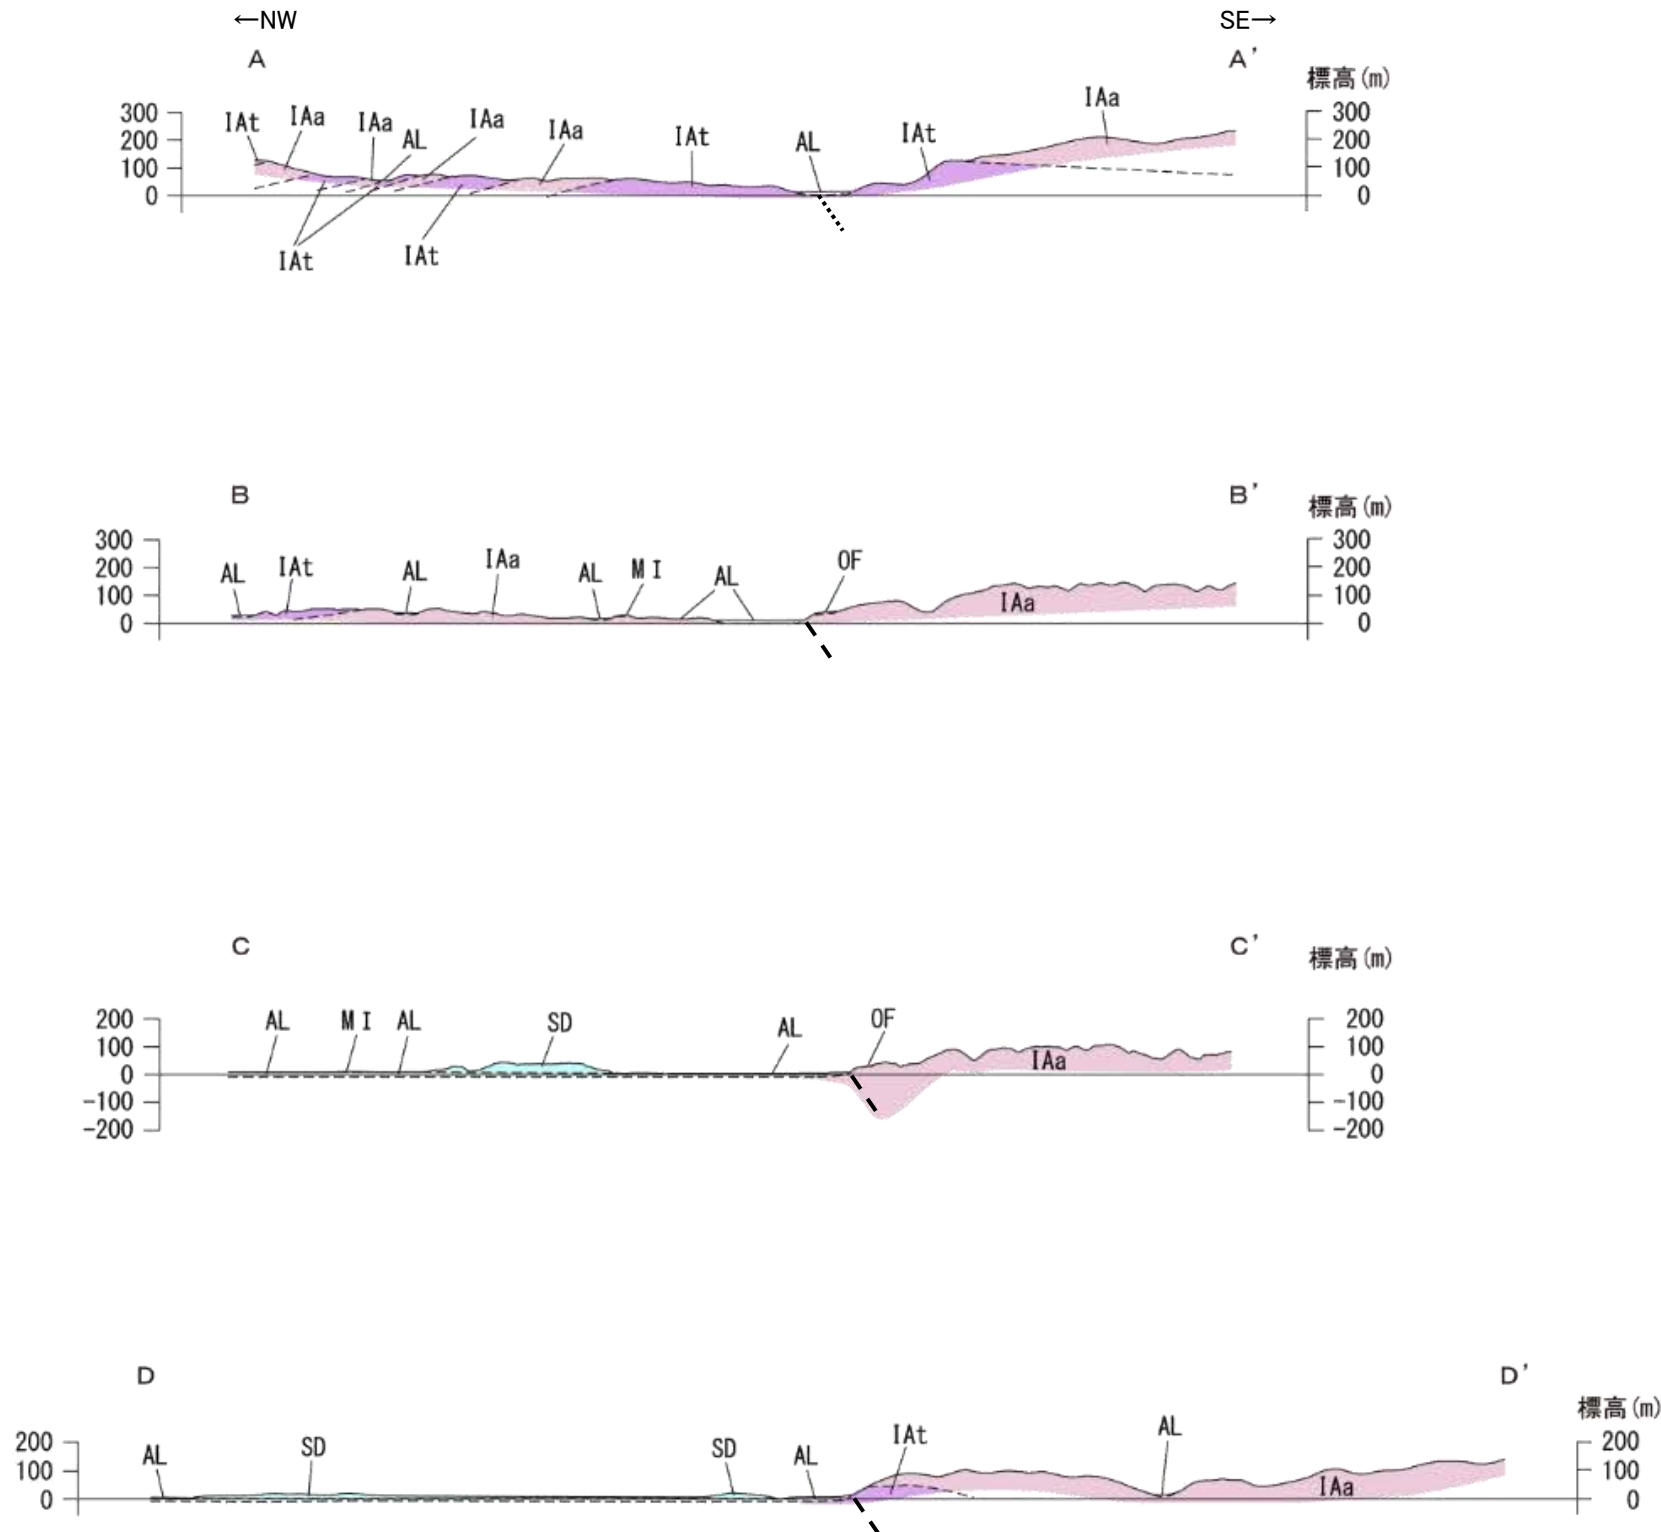 ←NW SE→
A A'
標高(m)
IAt IAa IAa AL IAa IAa IAt AL IAt IAa
300 300
200 200
100 100
0 0
IAt IAt
B B'
標高(m)
AL IAt AL IAa AL MI AL OF
300 300
200 200
100 100
IAa
0 0
C C'
標高(m)
AL MI AL SD AL OF
200 200
100 100
IAa
0 0
-100 -100
-200 -200
D D'
標高(m)
AL SD SD AL IAt AL
200 200
100 100
IAa
0 0